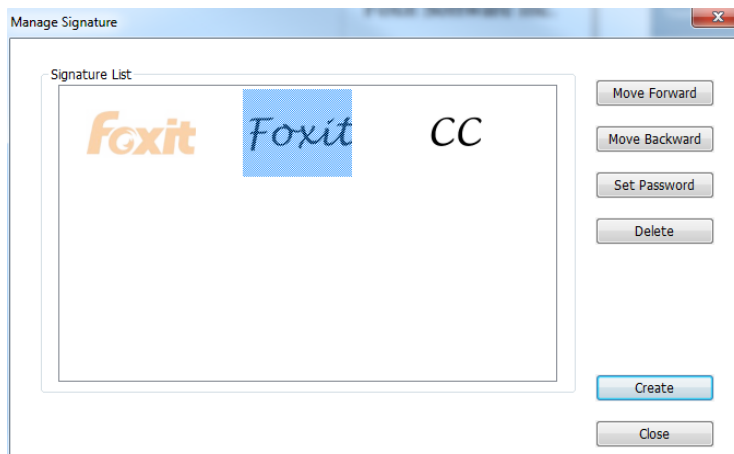 Manage Signature
Signature List
foxit Foxit CC
Move Forward
Move Backward
Set Password
Delete
Create
Close